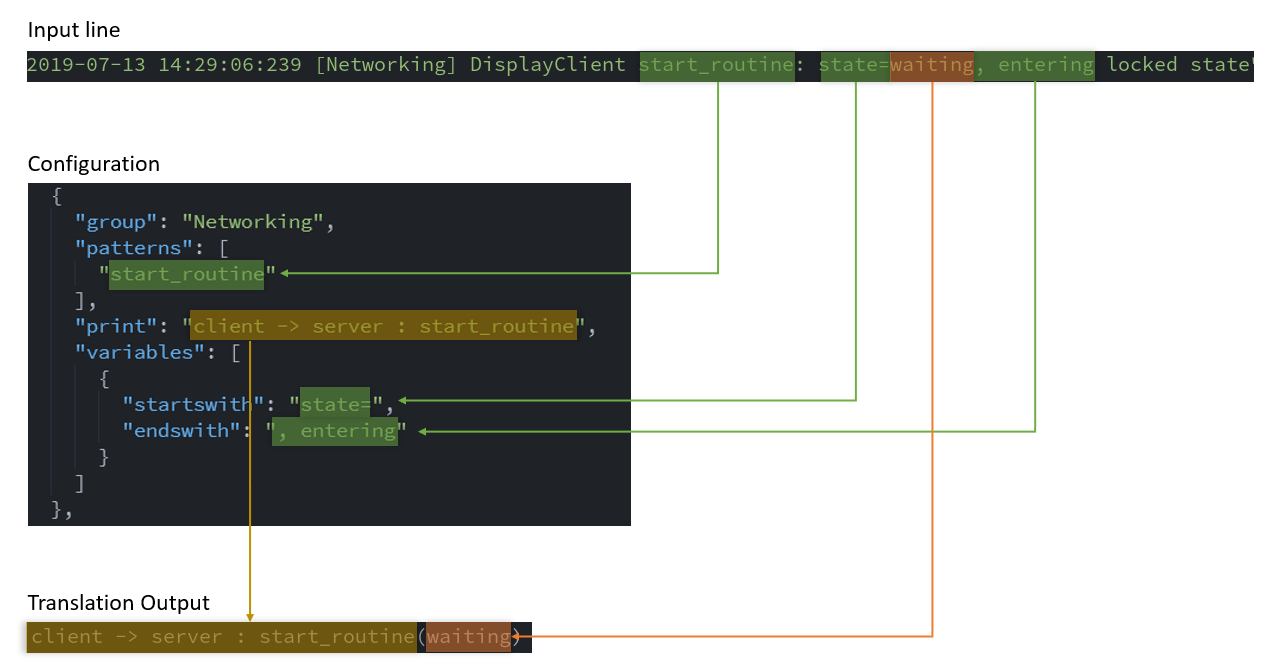 Input line
2019-07-13 14:29:06:239 [Networking] DisplayClient start_routine: state=waiting, entering locked state"
Configuration
{
"group": "Networking",
"patterns": [
"start_routine"
],
"print": "client -> server : start_routine",
"variables": [
{
"startswith": "state=",
"endswith": ", entering"
}
]
},
Translation Output
client -> server : start_routine(waiting)